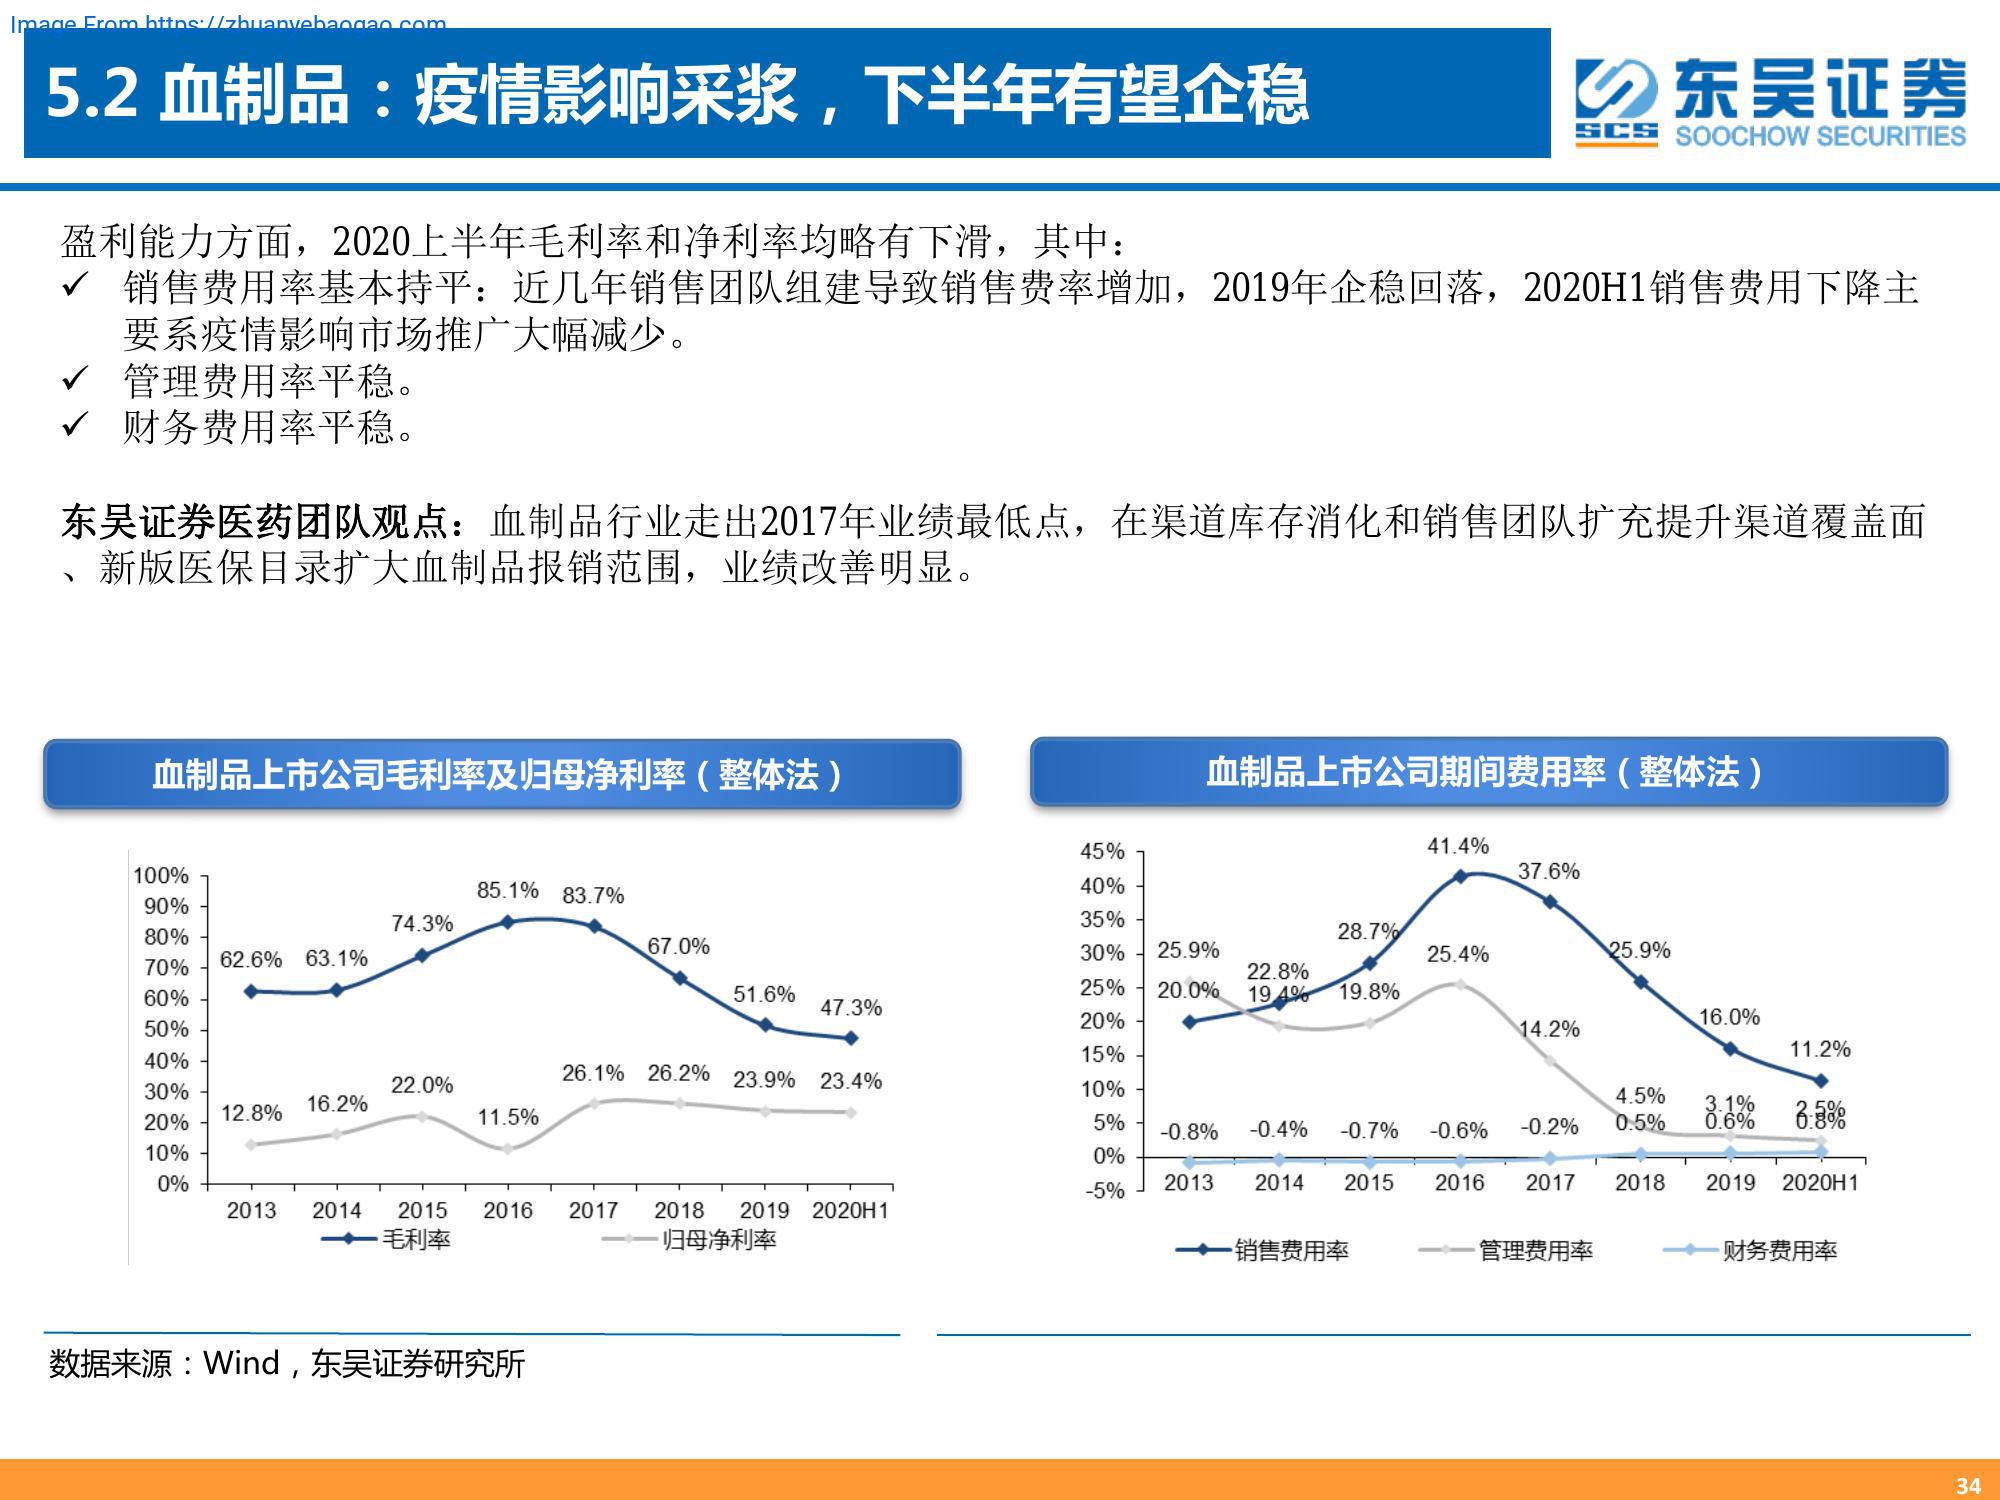 Image From https://zhuanyebaogao.com
5.2 血制品：疫情影响采浆，下半年有望企稳
东吴证券
SCS
SOOCHOW SECURITIES
盈利能力方面，2020上半年毛利率和净利率均略有下滑，其中：
✓ 销售费用率基本持平：近几年销售团队组建导致销售费率增加，2019年企稳回落，2020H1销售费用下降主
要系疫情影响市场推广大幅减少。
✓ 管理费用率平稳。
✓ 财务费用率平稳。
东吴证券医药团队观点：血制品行业走出2017年业绩最低点，在渠道库存消化和销售团队扩充提升渠道覆盖面
、新版医保目录扩大血制品报销范围，业绩改善明显。
血制品上市公司毛利率及归母净利率（整体法）
100%
90%
80%
70%
60%
50%
40%
30%
20%
10%
0%
62.6% 63.1% 74.3% 85.1% 83.7% 67.0% 51.6% 47.3%
12.8% 16.2% 22.0% 11.5% 26.1% 26.2% 23.9% 23.4%
2013 2014 2015 2016 2017 2018 2019 2020H1
毛利率 归母净利率
血制品上市公司期间费用率（整体法）
45%
40%
35%
30%
25%
20%
15%
10%
5%
0%
-5%
20.0% 22.8% 28.7% 41.4% 37.6% 25.9% 16.0% 11.2%
25.9% 19.4% 19.8% 25.4% 14.2% 4.5% 3.1% 2.5%
-0.8% -0.4% -0.7% -0.6% -0.2% 0.5% 0.6% 0.8%
2013 2014 2015 2016 2017 2018 2019 2020H1
销售费用率 管理费用率 财务费用率
数据来源：Wind，东吴证券研究所
34